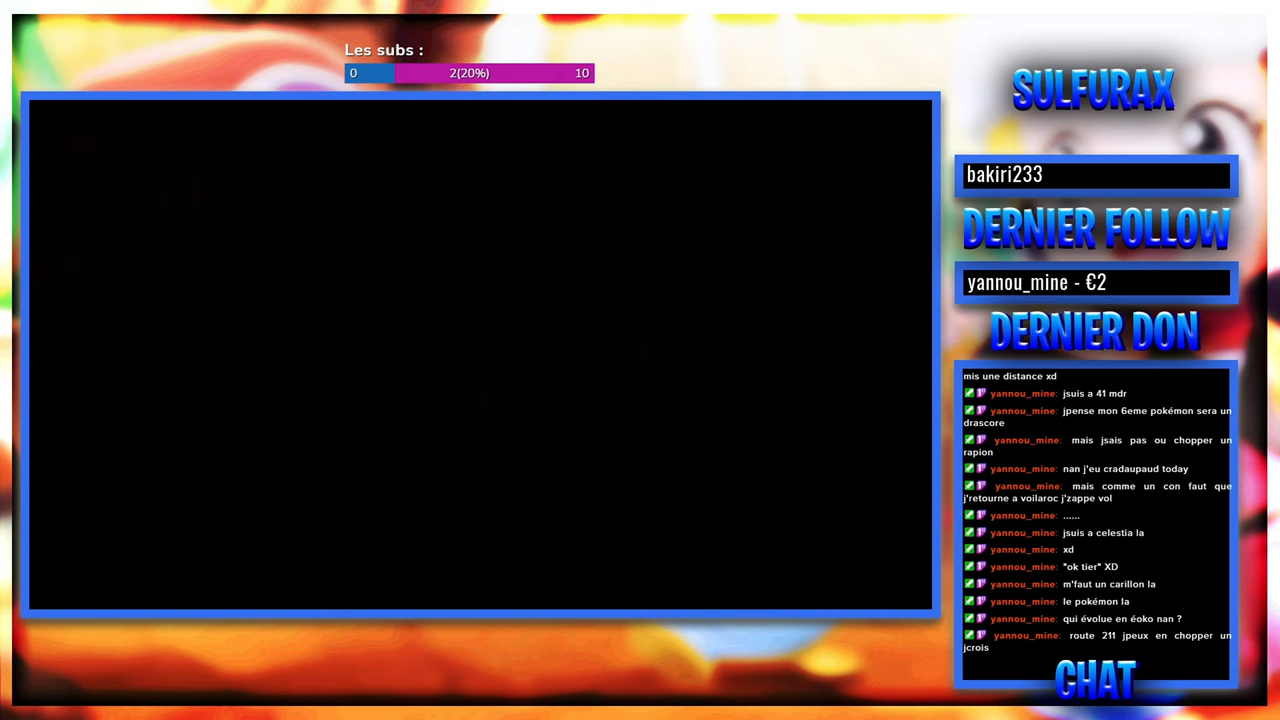 Les subs :
0 2(20%) 10
SULFURAX
bakiri233
DERNIER FOLLOW
yannou_mine - €2
DERNIER DON
mis une distance xd
yannou_mine: jsuis a 41 mdr
yannou_mine: jpense mon 6eme pokémon sera un
drascore
yannou_mine: mais jsais pas ou chopper un
rapion
yannou_mine: nan j'eu cradaupaud today
yannou_mine: mais comme un con faut que
j'retourne a voilaroc j'zappe vol
yannou_mine: ......
yannou_mine: jsuis a celestia la
yannou_mine: xd
yannou_mine: "ok tier" XD
yannou_mine: m'faut un carillon la
yannou_mine: le pokémon la
yannou_mine: qui évolue en éoko nan ?
yannou_mine: route 211 jpeux en chopper un
jcrois
CHAT